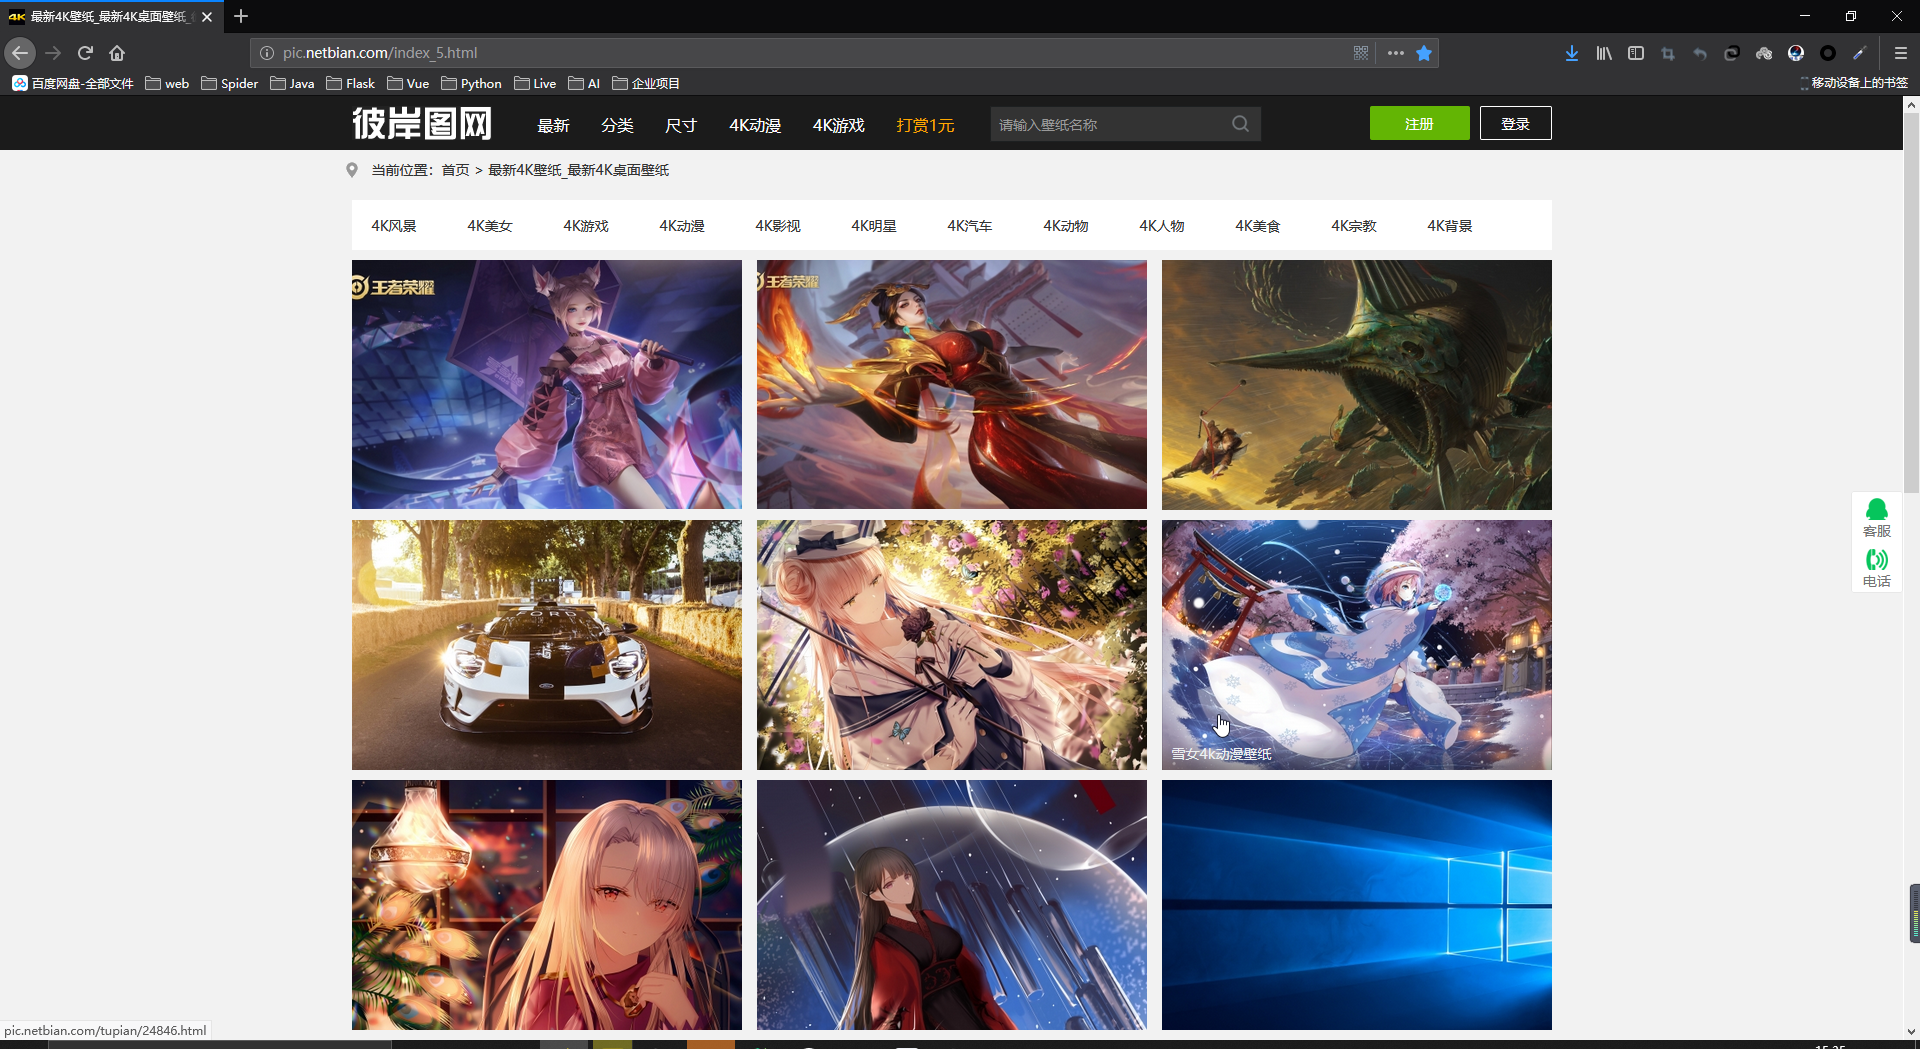 4K 最新4K壁纸_最新4K桌面壁纸_
pic.netbian.com/index_5.html
百度网盘-全部文件 web Spider Java Flask Vue Python Live AI 企业项目 移动设备上的书签
彼岸图网 最新 分类 尺寸 4K动漫 4K游戏 打赏1元 请输入壁纸名称 注册 登录
当前位置：首页 > 最新4K壁纸_最新4K桌面壁纸
4K风景 4K美女 4K游戏 4K动漫 4K影视 4K明星 4K汽车 4K动物 4K人物 4K美食 4K宗教 4K背景
王者荣耀
王者荣耀
客服
电话
雪女4k动漫壁纸
pic.netbian.com/tupian/24846.html